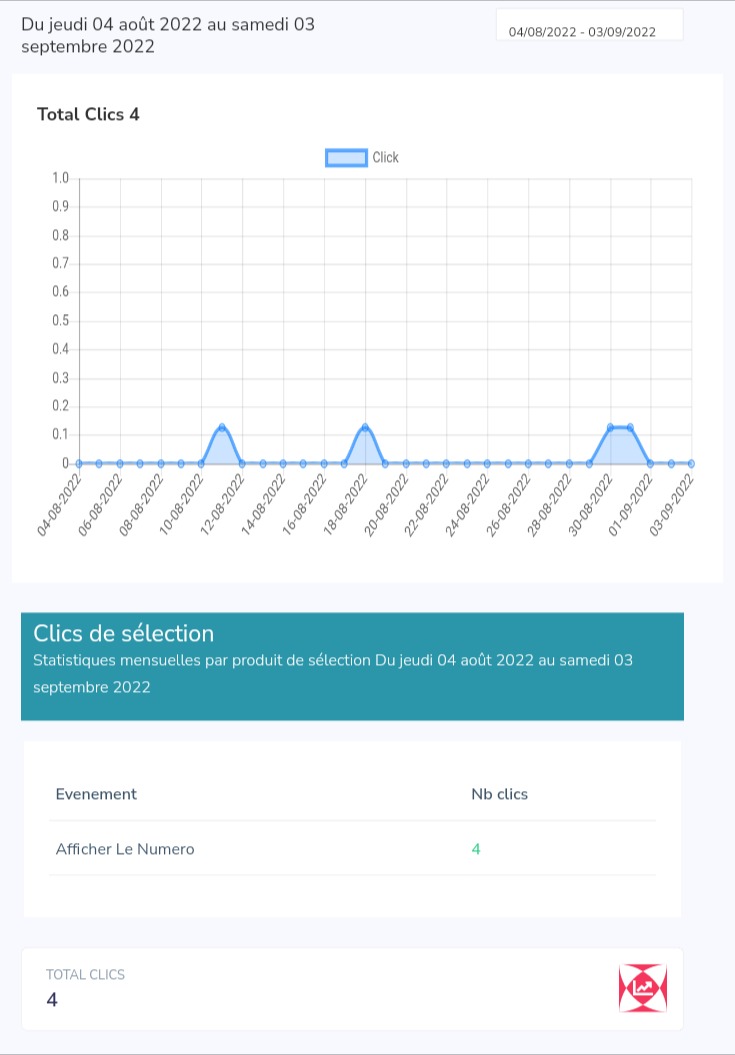 Du jeudi 04 août 2022 au samedi 03
septembre 2022
04/08/2022 - 03/09/2022
Total Clics 4
Click
1.0
0.9
0.8
0.7
0.6
0.5
0.4
0.3
0.2
0.1
0
04-08-2022
06-08-2022
08-08-2022
10-08-2022
12-08-2022
14-08-2022
16-08-2022
18-08-2022
20-08-2022
22-08-2022
24-08-2022
26-08-2022
28-08-2022
30-08-2022
01-09-2022
03-09-2022
Clics de sélection
Statistiques mensuelles par produit de sélection Du jeudi 04 août 2022 au samedi 03
septembre 2022
Evenement Nb clics
Afficher Le Numero 4
TOTAL CLICS
4